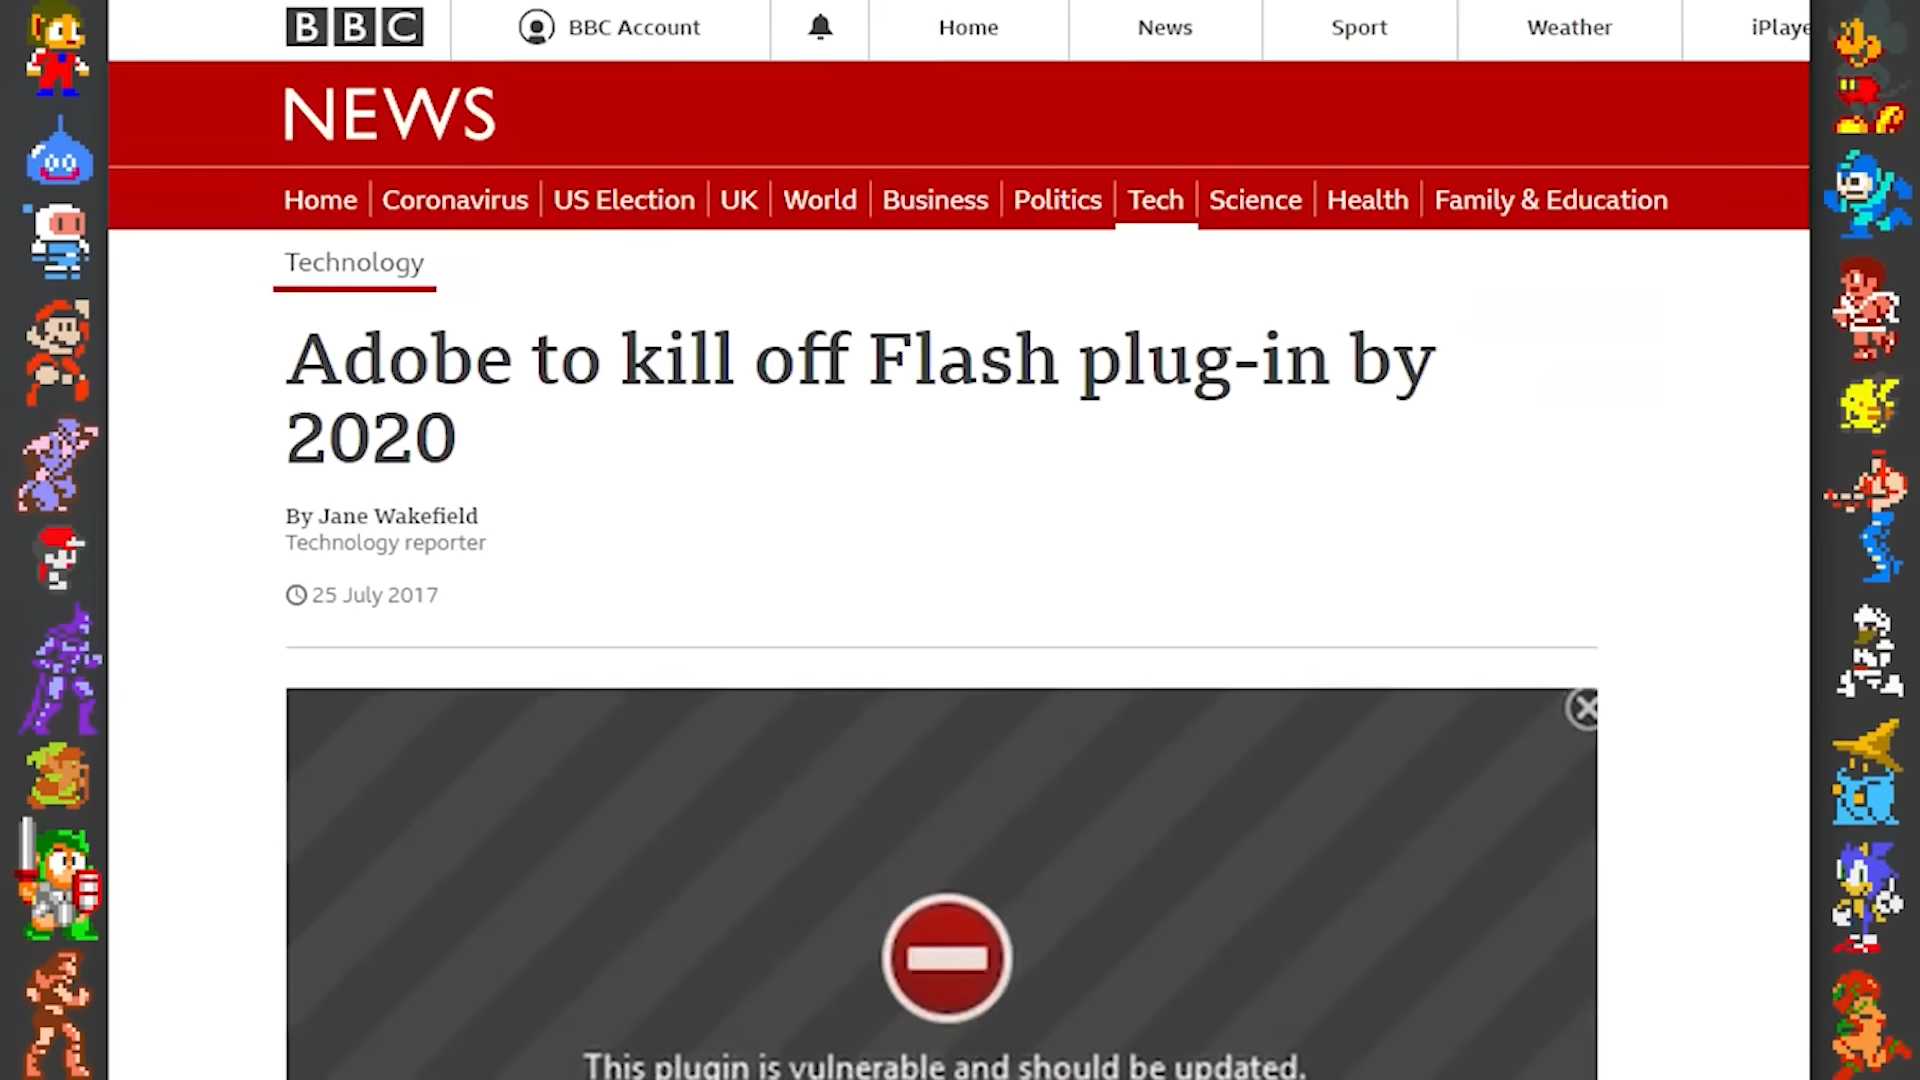 BBC
BBC Account
Home
News
Sport
Weather
iPlaye
NEWS
Home
Coronavirus
US Election
UK
World
Business
Politics
Tech
Science
Health
Family & Education
Technology
Adobe to kill off Flash plug-in by
2020
By Jane Wakefield
Technology reporter
25 July 2017
This plugin is vulnerable and should be updated.